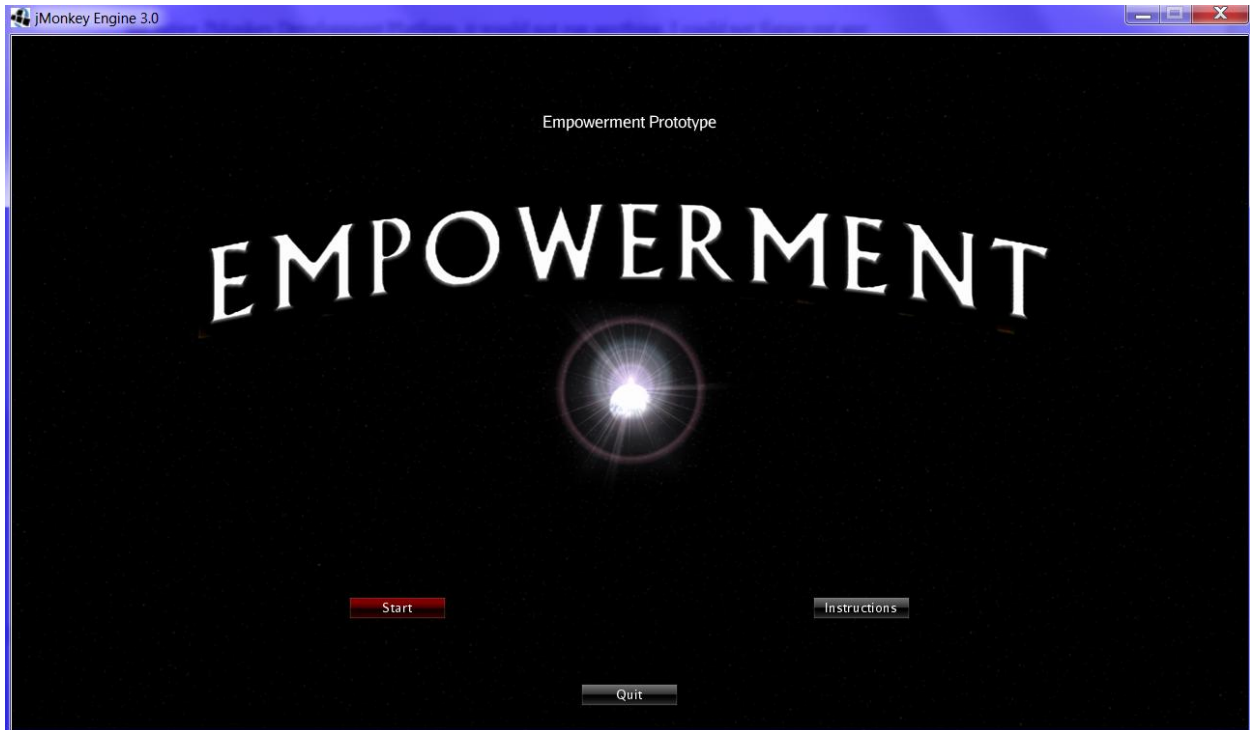 jMonkey Engine 3.0
Empowerment Prototype
EMPOWERMENT
Start
Instructions
Quit